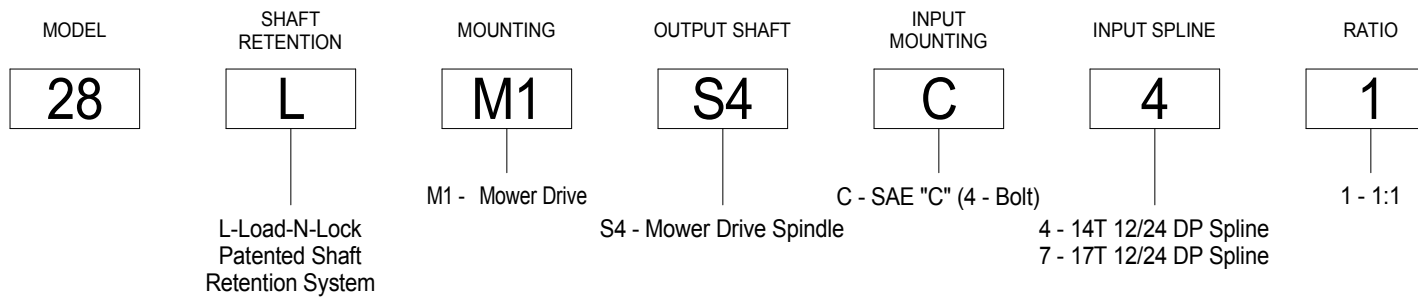 MODEL
SHAFT
RETENTION
MOUNTING
OUTPUT SHAFT
INPUT
MOUNTING
INPUT SPLINE
RATIO
28
L
M1
S4
C
4
1
L-Load-N-Lock
Patented Shaft
Retention System
M1 - Mower Drive
S4 - Mower Drive Spindle
C - SAE "C" (4 - Bolt)
4 - 14T 12/24 DP Spline
7 - 17T 12/24 DP Spline
1 - 1:1